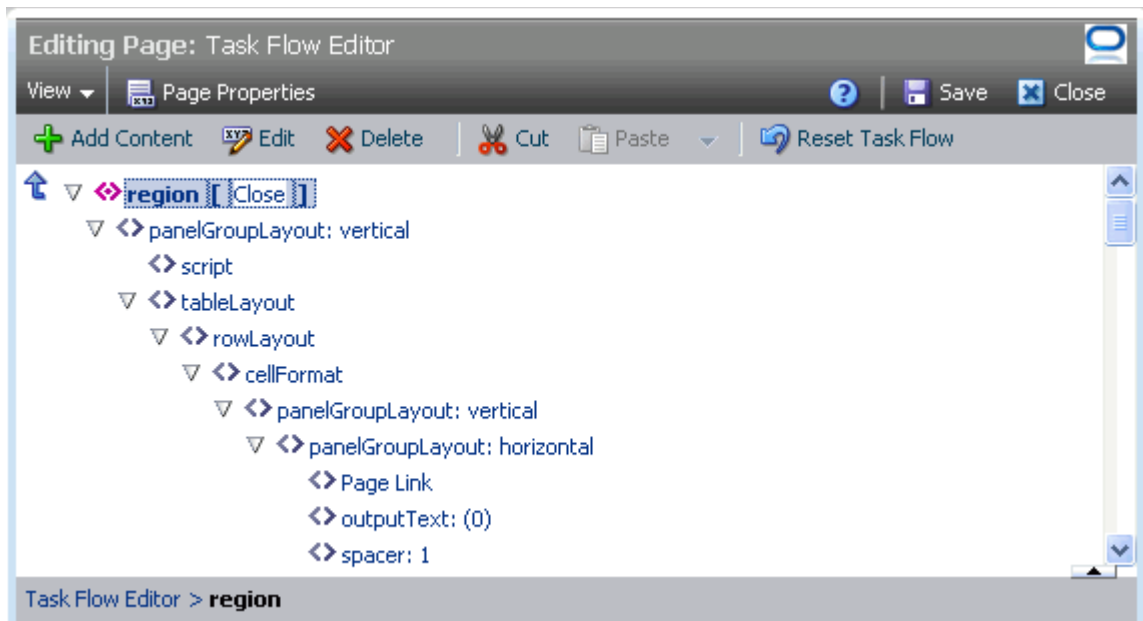 Editing Page: Task Flow Editor
View Page Properties Save Close
Add Content Edit Delete Cut Paste Reset Task Flow
region [ Close ]
panelGroupLayout: vertical
script
tableLayout
rowLayout
cellFormat
panelGroupLayout: vertical
panelGroupLayout: horizontal
Page Link
outputText: (0)
spacer: 1
Task Flow Editor > region